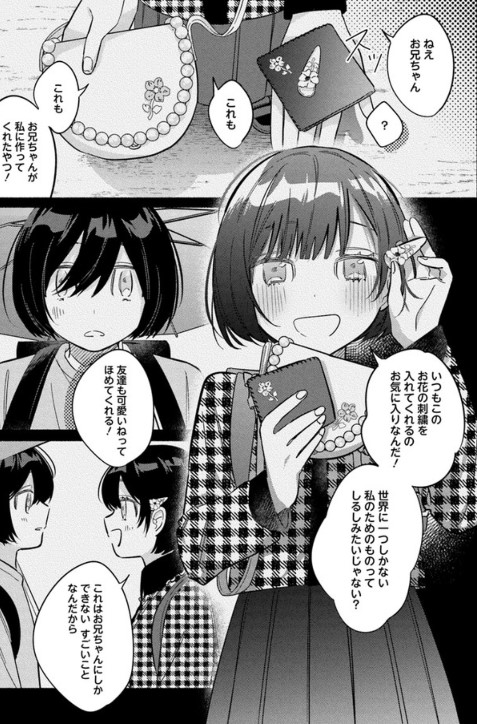 ねえ
お兄ちゃん
?
これも
これも
お兄ちゃんが
私に作って
くれたやつ!
いつもこの
お花の刺繍を
入れてくれるの
お気に入りなんだ!
世界に一つしかない
私のためのものって
しるしみたいじゃない?
友達も可愛いねって
ほめてくれる!
これはお兄ちゃんにしか
できない すごいこと
なんだから